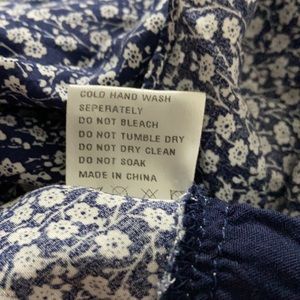 COLD HAND WASH
SEPERATELY
DO NOT BLEACH
DO NOT TUMBLE DRY
DO NOT DRY CLEAN
DO NOT SOAK
MADE IN CHINA